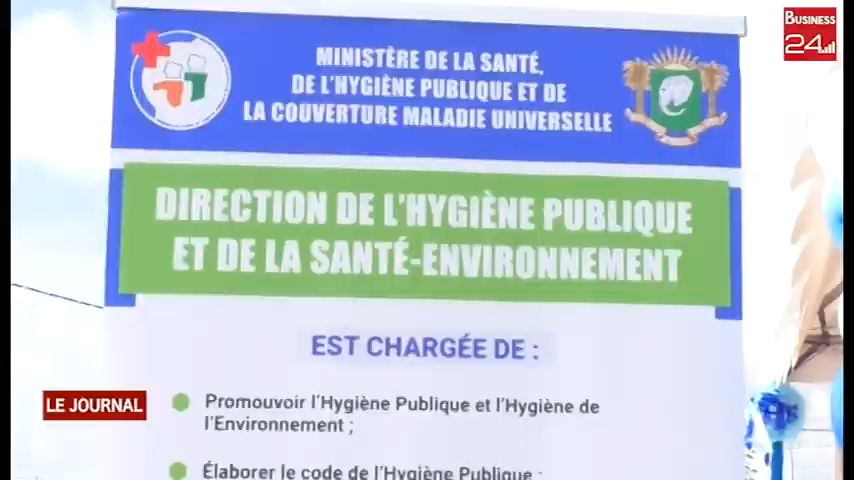 BUSINESS
24
MINISTÈRE DE LA SANTÉ,
DE L'HYGIÈNE PUBLIQUE ET DE
LA COUVERTURE MALADIE UNIVERSELLE
DIRECTION DE L'HYGIÈNE PUBLIQUE
ET DE LA SANTÉ-ENVIRONNEMENT
EST CHARGÉE DE :
LE JOURNAL
Promouvoir l'Hygiène Publique et l'Hygiène de
l'Environnement ;
Élaborer le code de l'Hygiène Publique ;